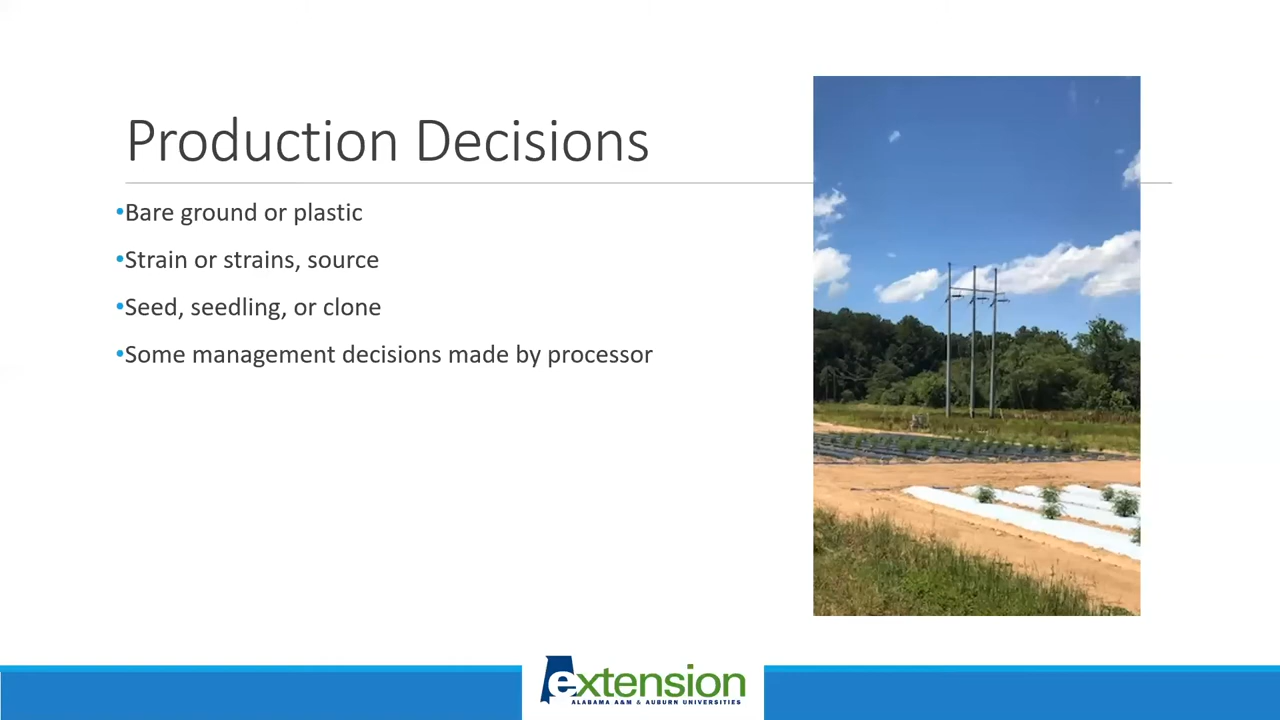 Production Decisions
•Bare ground or plastic
•Strain or strains, source
•Seed, seedling, or clone
•Some management decisions made by processor
extension
ALABAMA A&M & AUBURN UNIVERSITIES